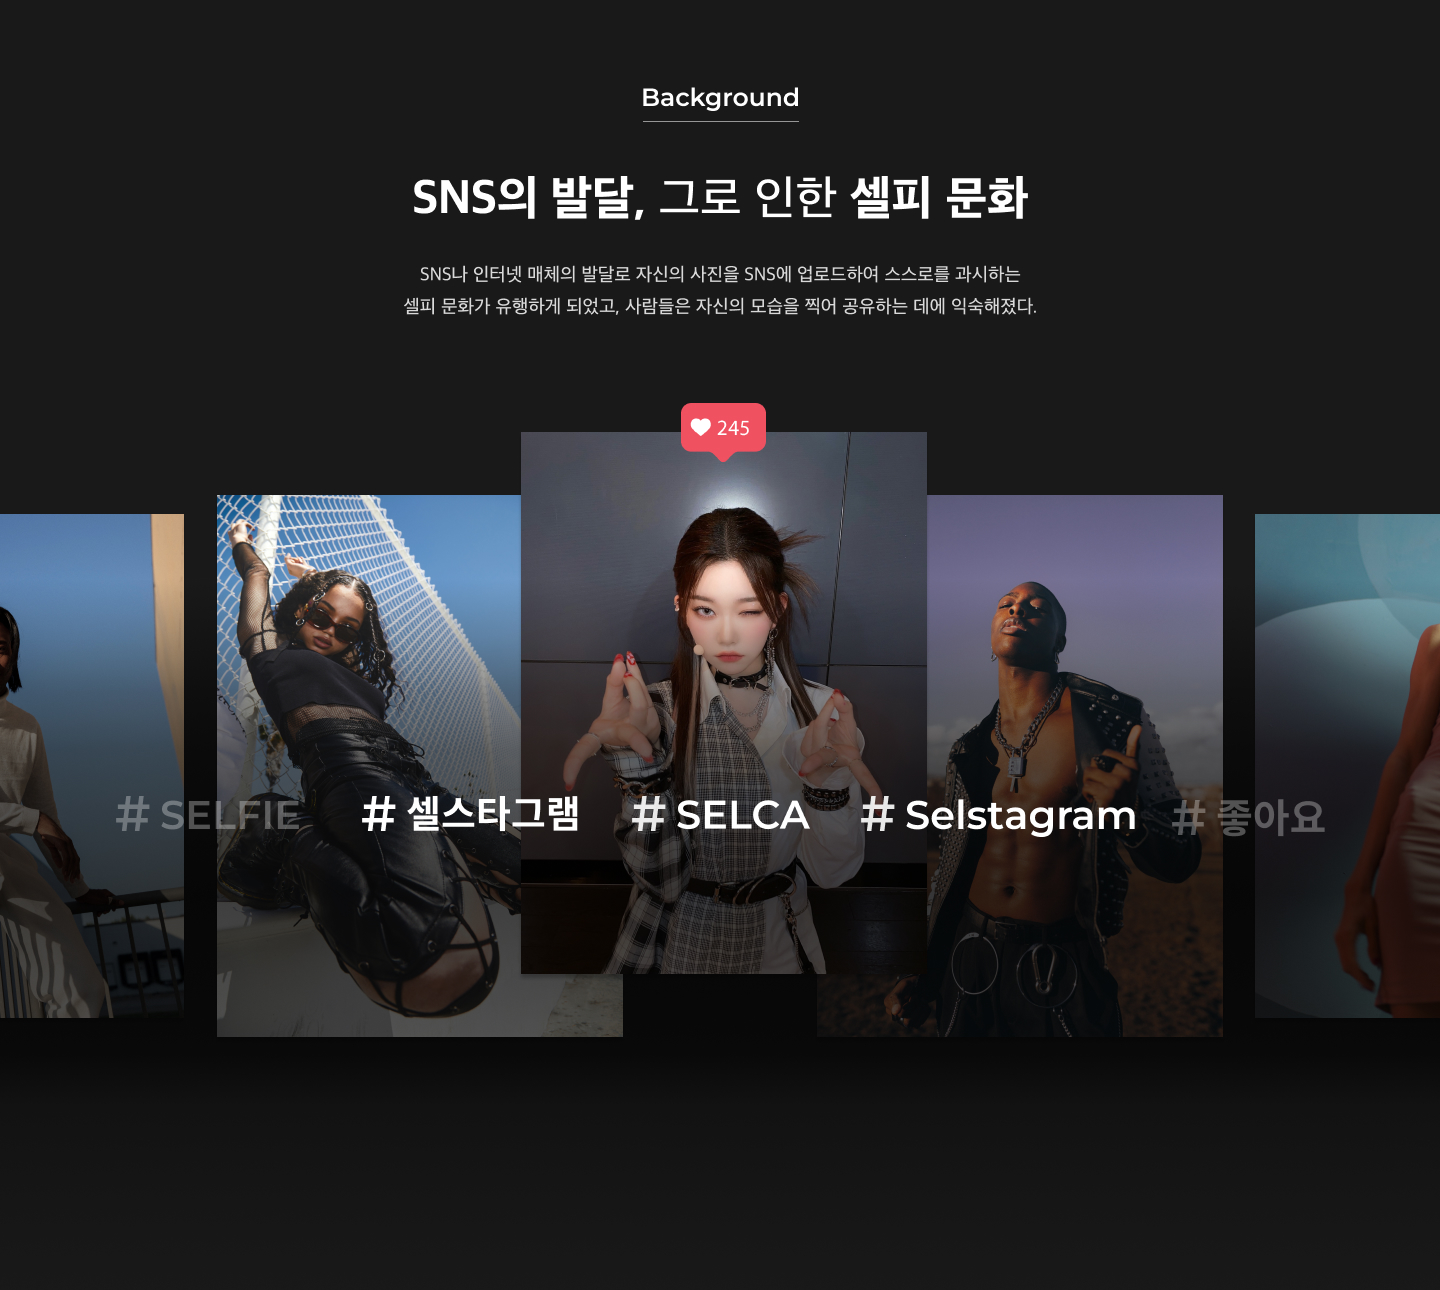 Background
SNS의 발달, 그로 인한 셀피 문화
SNS나 인터넷 매체의 발달로 자신의 사진을 SNS에 업로드하여 스스로를 과시하는
셀피 문화가 유행하게 되었고, 사람들은 자신의 모습을 찍어 공유하는 데에 익숙해졌다.
245
# SELFIE # 셀스타그램 # SELCA # Selstagram # 좋아요